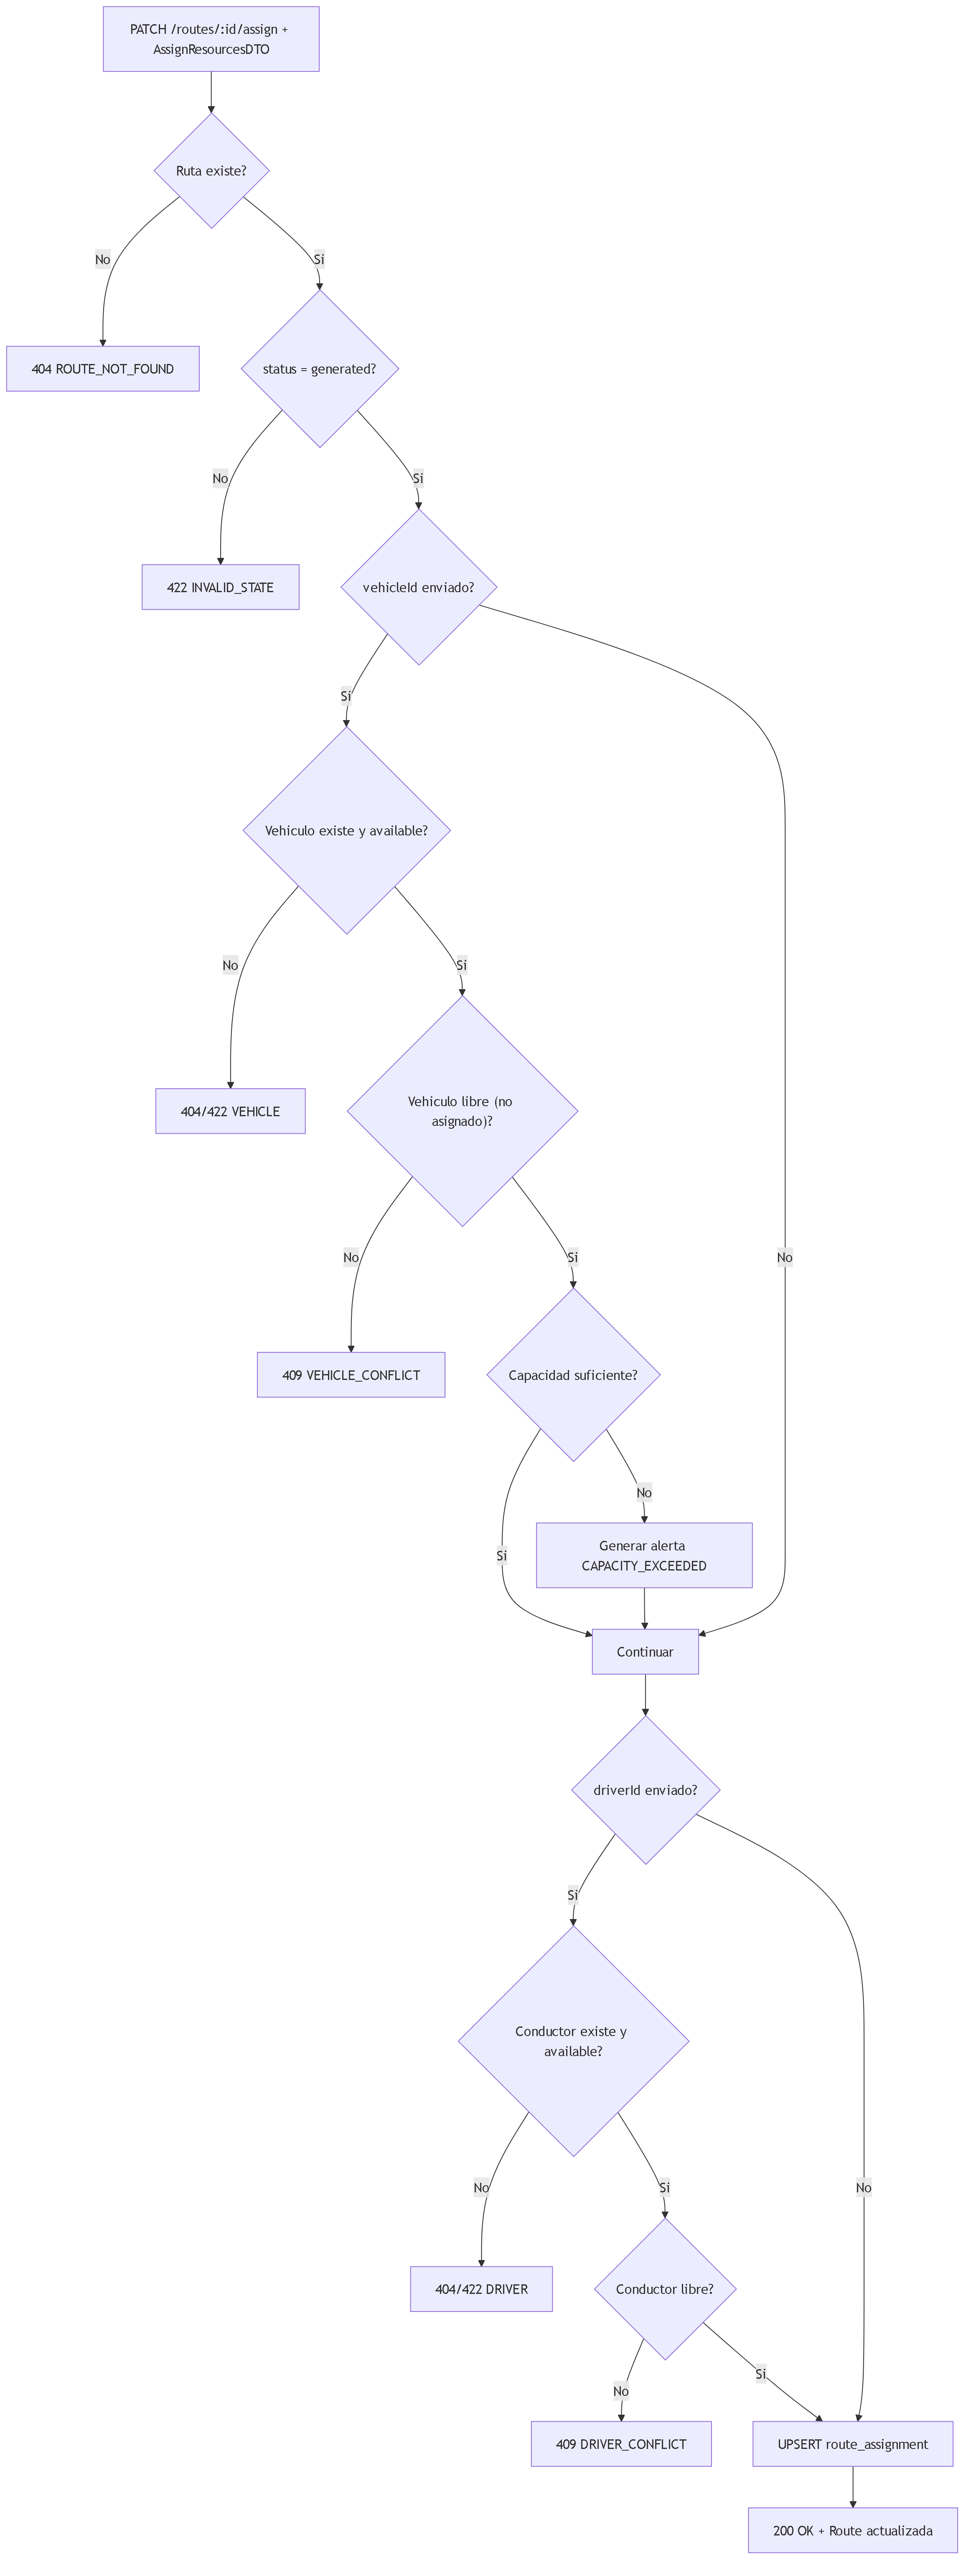 PATCH /routes/:id/assign +
AssignResourcesDTO
Ruta existe?
No
Si
404 ROUTE_NOT_FOUND
status = generated?
No
Si
422 INVALID_STATE
vehicleId enviado?
Si
Vehiculo existe y available?
No
Si
404/422 VEHICLE
Vehiculo libre (no
asignado)?
No
Si
No
409 VEHICLE_CONFLICT
Capacidad suficiente?
No
Si
Generar alerta
CAPACITY_EXCEEDED
Continuar
driverId enviado?
Si
Conductor existe y
available?
No
Si
No
404/422 DRIVER
Conductor libre?
Si
No
409 DRIVER_CONFLICT
UPSERT route_assignment
200 OK + Route actualizada